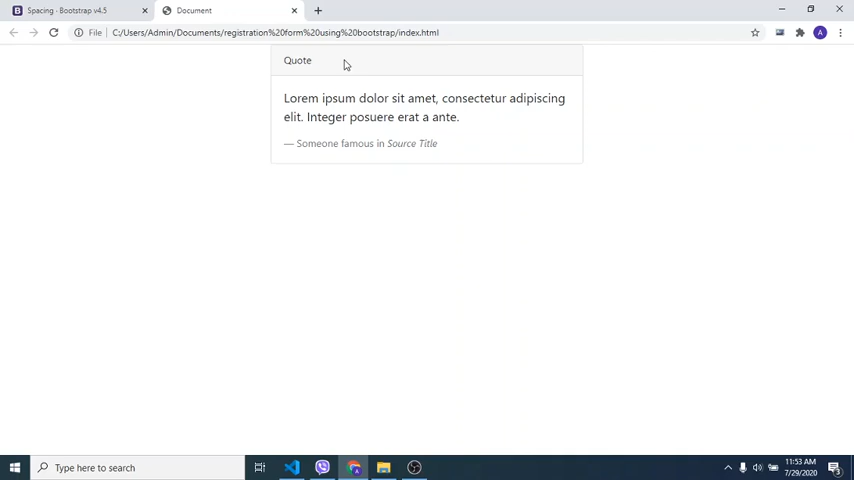 Spacing · Bootstrap v4.5
Document
File
C:/Users/Admin/Documents/registration%20form%20using%20bootstrap/index.html
A
Quote
Lorem ipsum dolor sit amet, consectetur adipiscing
elit. Integer posuere erat a ante.
— Someone famous in Source Title
Type here to search
11:53 AM
7/29/2020
3